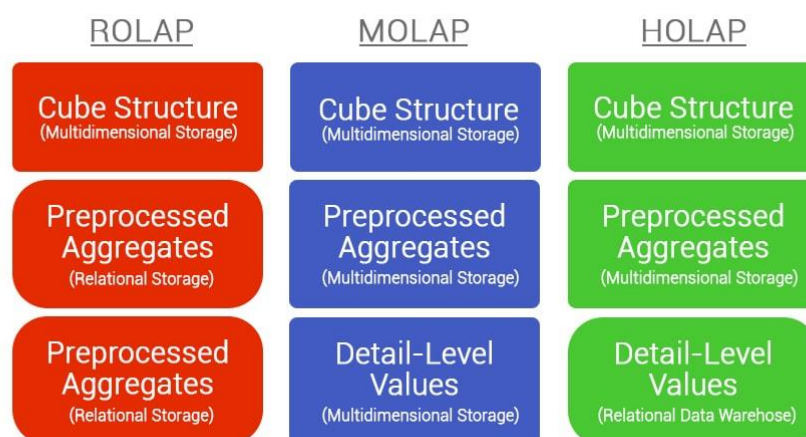 ROLAP
MOLAP
HOLAP
Cube Structure
(Multidimensional Storage)
Cube Structure
(Multidimensional Storage)
Cube Structure
(Multidimensional Storage)
Preprocessed
Aggregates
(Relational Storage)
Preprocessed
Aggregates
(Multidimensional Storage)
Preprocessed
Aggregates
(Multidimensional Storage)
Preprocessed
Aggregates
(Relational Storage)
Detail-Level
Values
(Multidimensional Storage)
Detail-Level
Values
(Relational Data Warehose)